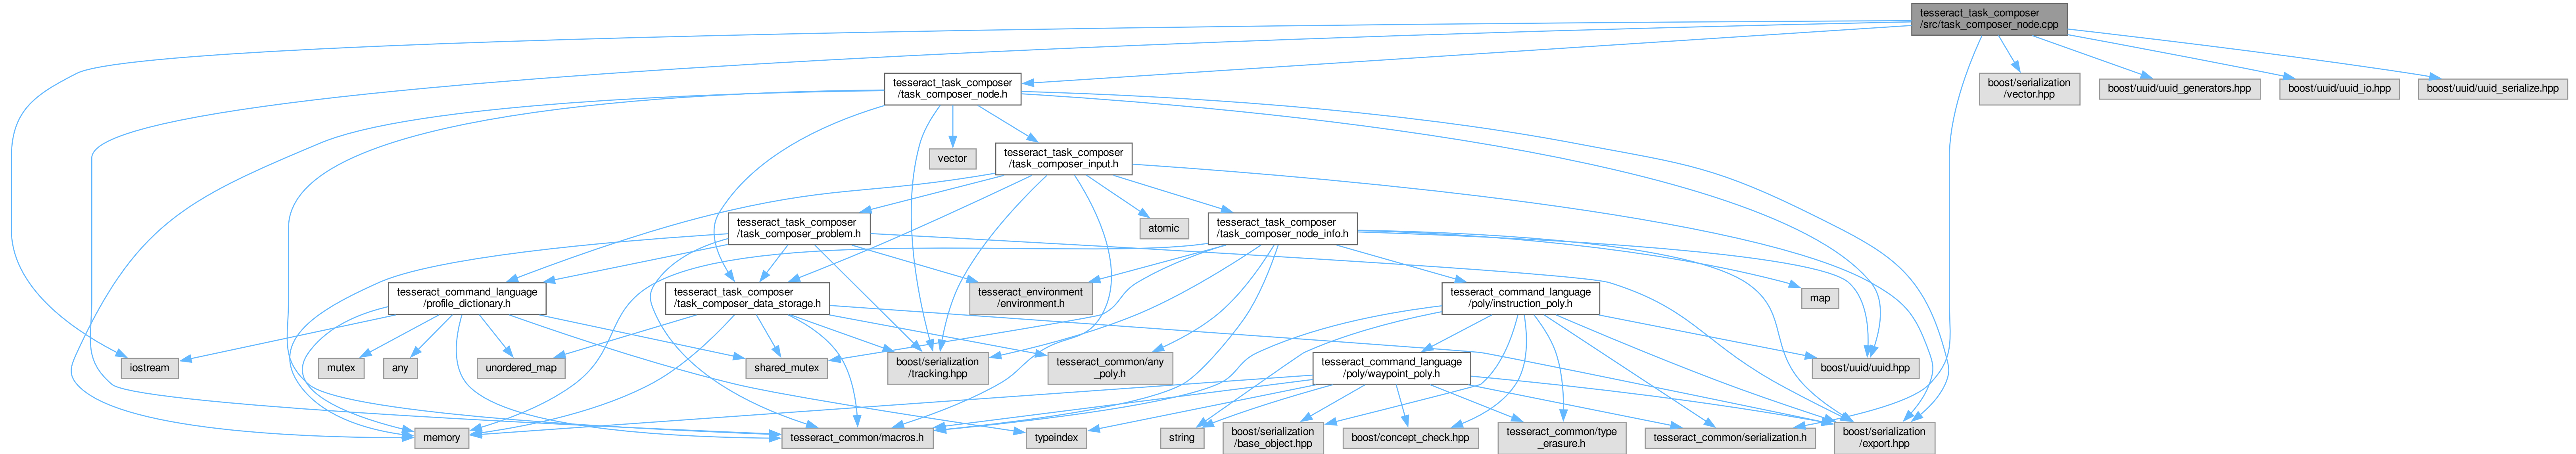 tesseract_task_composer
/src/task_composer_node.cpp
tesseract_task_composer
/task_composer_node.h
boost/serialization
/vector.hpp
boost/uuid/uuid_generators.hpp
boost/uuid/uuid_io.hpp
boost/uuid/uuid_serialize.hpp
vector
tesseract_task_composer
/task_composer_input.h
tesseract_task_composer
/task_composer_problem.h
atomic
tesseract_task_composer
/task_composer_node_info.h
tesseract_command_language
/profile_dictionary.h
tesseract_task_composer
/task_composer_data_storage.h
tesseract_environment
/environment.h
tesseract_command_language
/poly/instruction_poly.h
map
iostream
mutex
any
unordered_map
shared_mutex
boost/serialization
/tracking.hpp
tesseract_common/any
_poly.h
tesseract_command_language
/poly/waypoint_poly.h
boost/uuid/uuid.hpp
memory
tesseract_common/macros.h
typeindex
string
boost/serialization
/base_object.hpp
boost/concept_check.hpp
tesseract_common/type
_erasure.h
tesseract_common/serialization.h
boost/serialization
/export.hpp